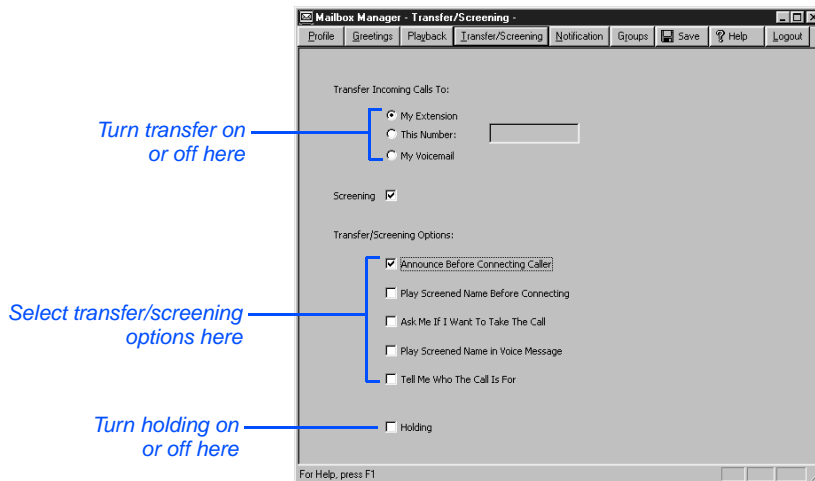 Mailbox Manager - Transfer/Screening -
Profile Greetings Playback Transfer/Screening Notification Groups Save Help Logout
Transfer Incoming Calls To:
My Extension
This Number:
My Voicemail
Turn transfer on
or off here
Screening
Transfer/Screening Options:
Announce Before Connecting Caller
Play Screened Name Before Connecting
Ask Me If I Want To Take The Call
Play Screened Name in Voice Message
Tell Me Who The Call Is For
Select transfer/screening
options here
Holding
Turn holding on
or off here
For Help, press F1